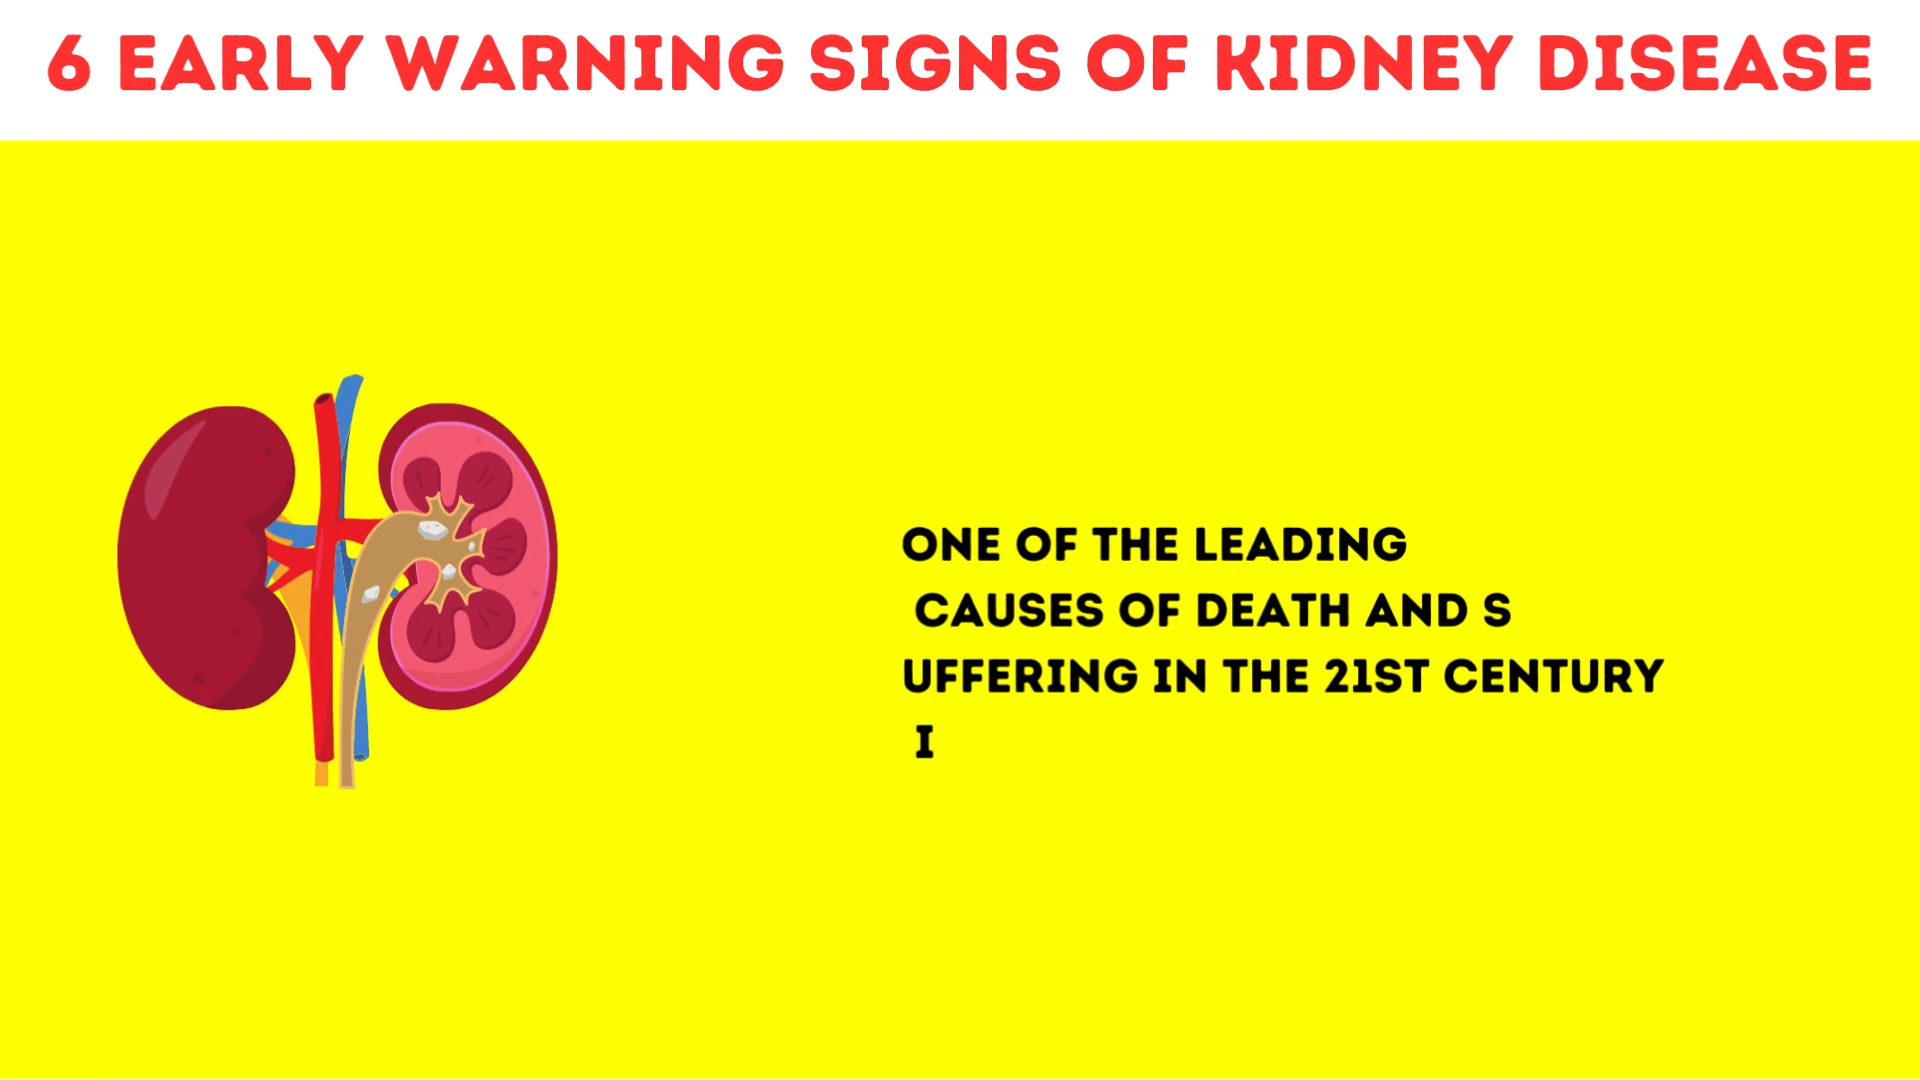 6 EARLY WARNING SIGNS OF KIDNEY DISEASE
ONE OF THE LEADING
CAUSES OF DEATH AND S
UFFERING IN THE 21ST CENTURY
I